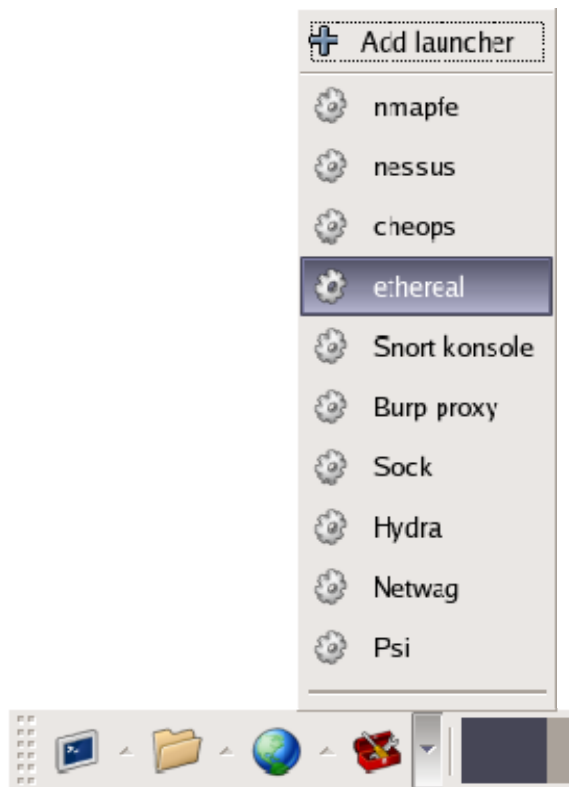 Add launcher
nmapfe
nessus
cheops
ethereal
Snort konsole
Burp proxy
Sock
Hydra
Netwag
Psi